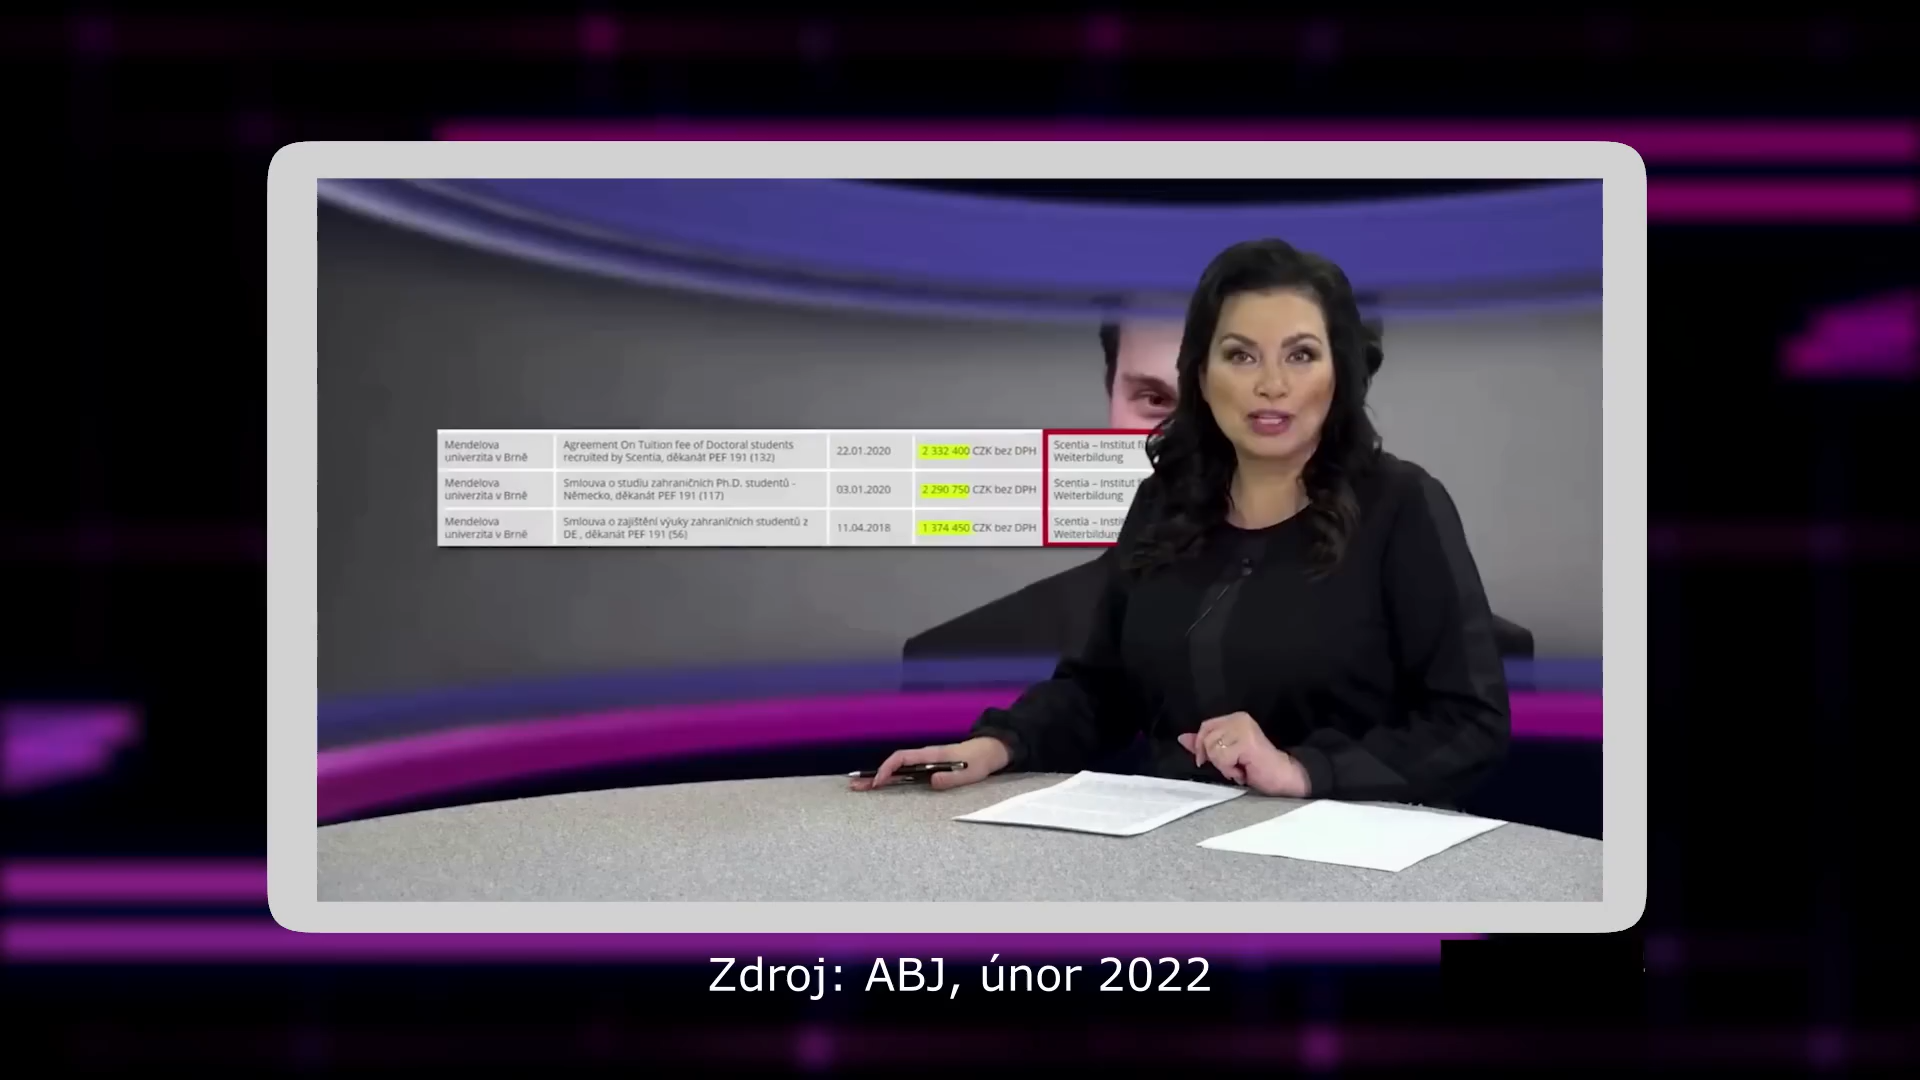 Mendelova
univerzita v Brně
Agreement On Tuition fee of Doctoral students
recruited by Scentia, děkanát PEF 191 (132)
22.01.2020
2 332 400 CZK bez DPH
Scentia – Institut
Weiterbildung
Mendelova
univerzita v Brně
Smlouva o studiu zahraničních Ph.D. studentů -
Německo, děkanát PEF 191 (117)
03.01.2020
2 290 750 CZK bez DPH
Scentia – Institut
Weiterbildung
Mendelova
univerzita v Brně
Smlouva o zajištění výuky zahraničních studentů z
DE , děkanát PEF 191 (56)
11.04.2018
1 374 450 CZK bez DPH
Scentia –
Zdroj: ABJ, únor 2022